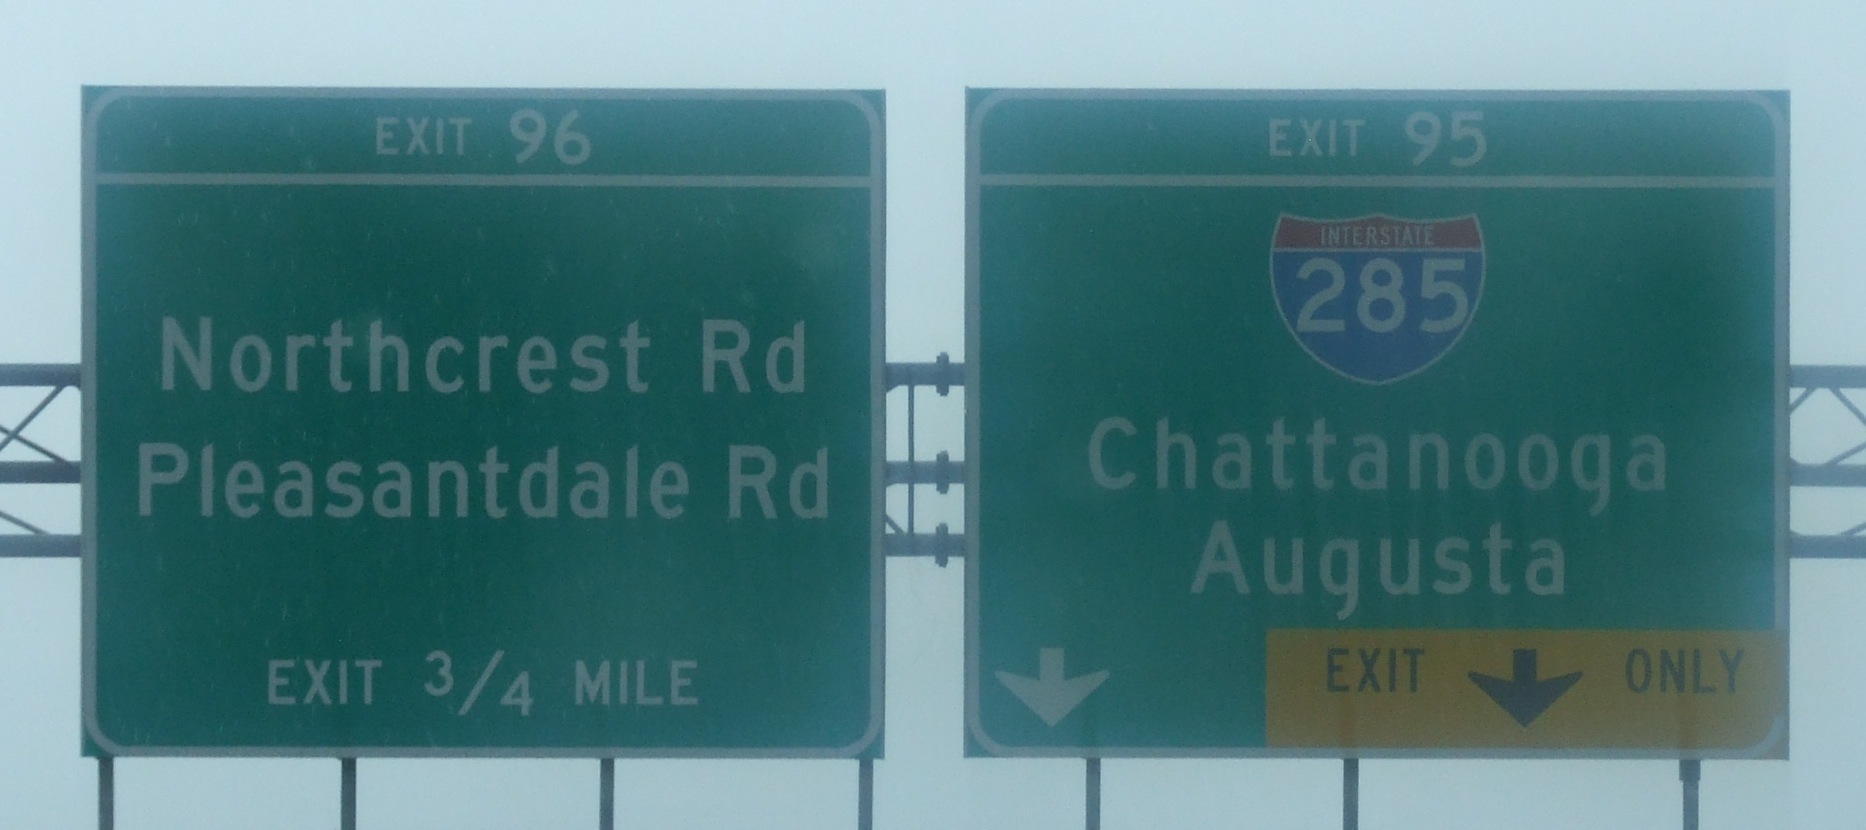 EXIT 96
Northcrest Rd
Pleasantdale Rd
EXIT 3/4 MILE
EXIT 95
INTERSTATE
285
Chattanooga
Augusta
EXIT ONLY